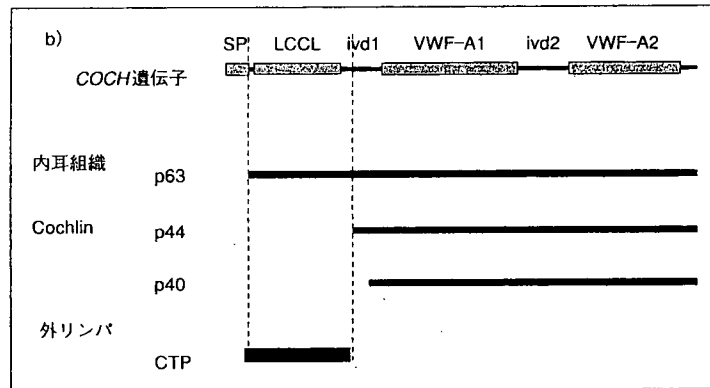 b)
SP LCCL ivd1 VWF-A1 ivd2 VWF-A2
COCH遺伝子
内耳組織
p63
Cochlin p44
p40
外リンパ
CTP